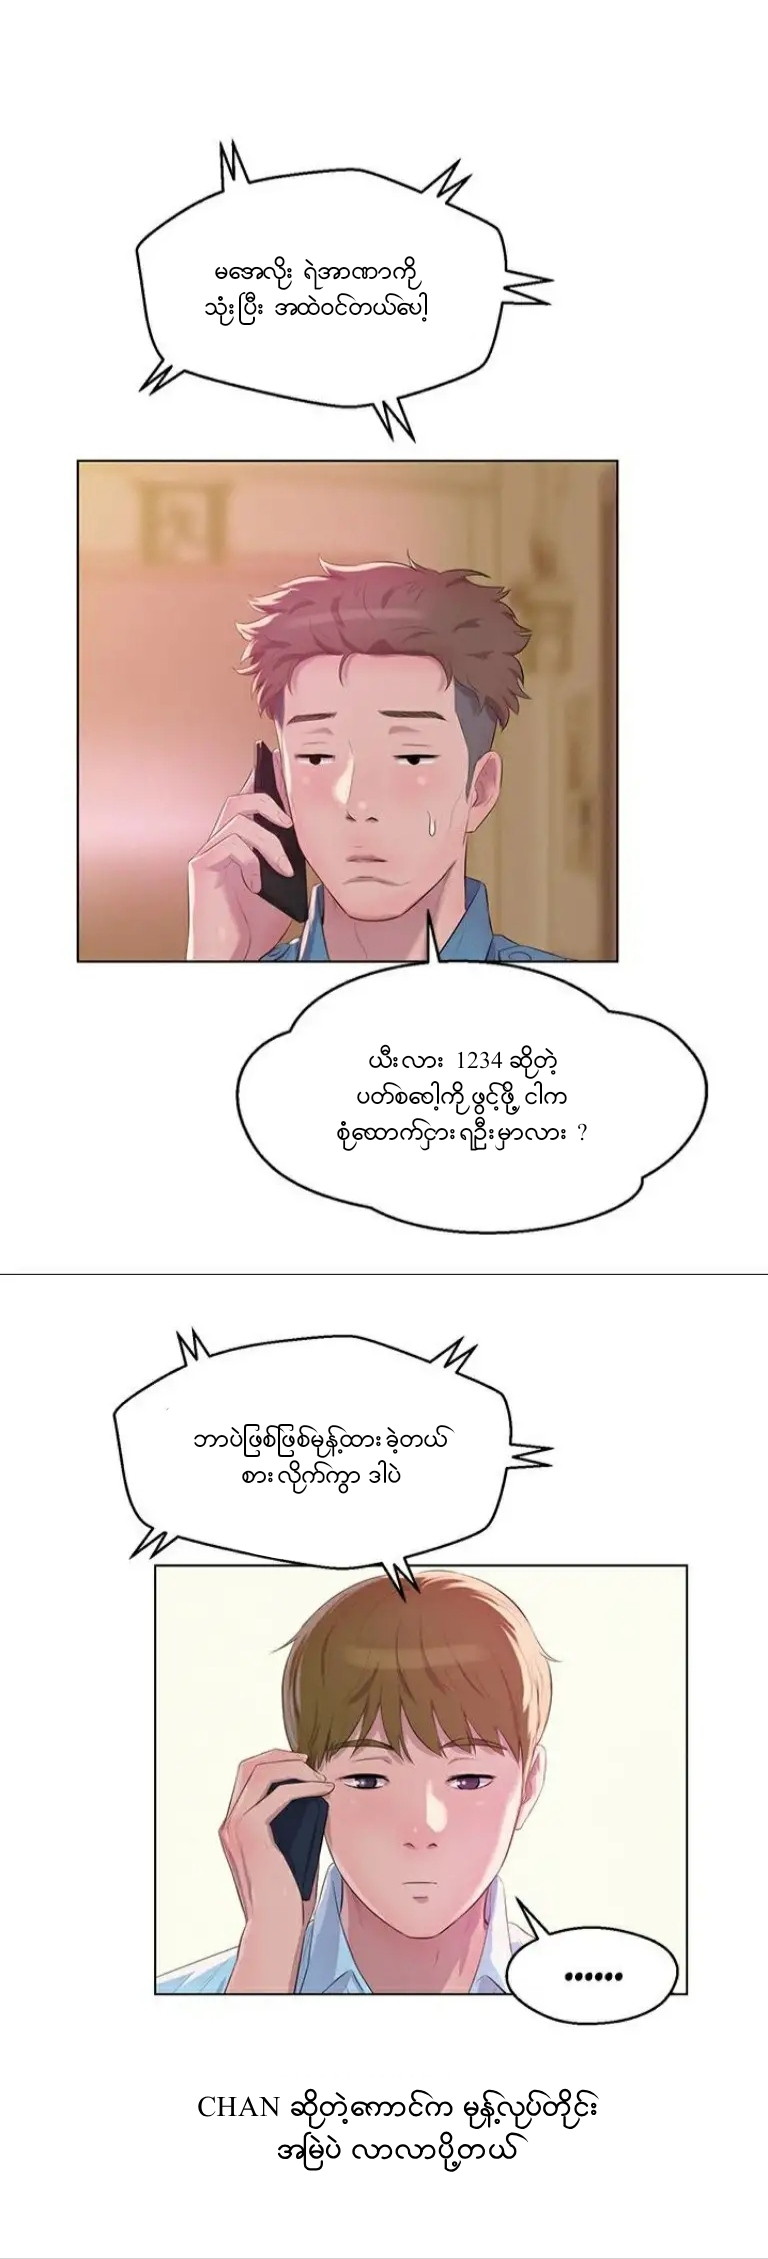 မအေလိုး ရဲအာဏာကို
သုံးပြီး အထဲဝင်တယ်ပေါ့
ယီးလား 1234 ဆိုတဲ့
ပတ်စဝေါ့ကို ဖွင့်ဖို့ ငါက
စုံထောက်ငှားရဦးမှာလား ?
ဘာပဲဖြစ်ဖြစ်မုန့်ထားခဲ့တယ်
စားလိုက်ကွာ ဒါပဲ
••••••
CHAN ဆိုတဲ့ကောင်က မုန့်လုပ်တိုင်း
အမြဲပဲ လာလာပို့တယ်